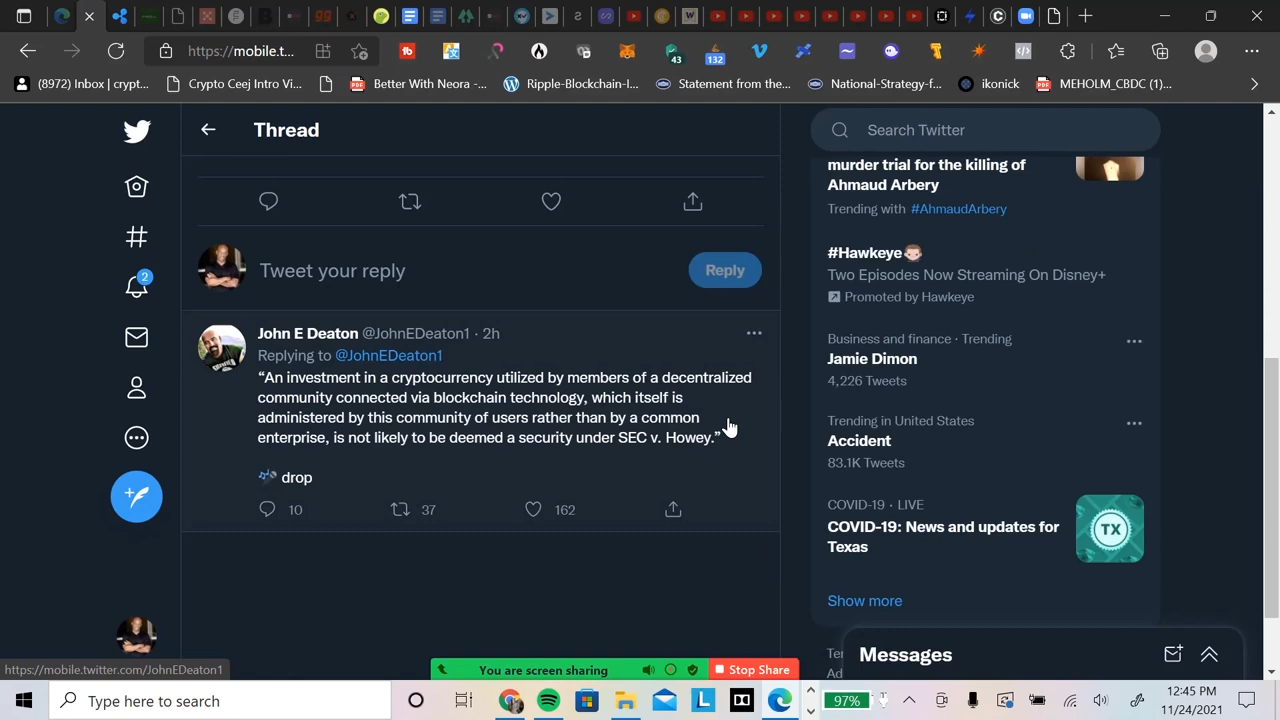 43
132
https://mobile.t...
(8972) Inbox | crypt...
Crypto Ceej Intro Vi...
Better With Neora -...
Ripple-Blockchain-I...
Statement from the...
National-Strategy-f...
ikonick
MEHOLM_CBDC (1)...
Thread
Search Twitter
murder trial for the killing of
Ahmaud Arbery
Trending with #AhmaudArbery
2
Tweet your reply
Reply
#Hawkeye
Two Episodes Now Streaming On Disney+
Promoted by Hawkeye
John E Deaton @JohnEDeaton1 · 2h
Replying to @JohnEDeaton1
“An investment in a cryptocurrency utilized by members of a decentralized
community connected via blockchain technology, which itself is
administered by this community of users rather than by a common
enterprise, is not likely to be deemed a security under SEC v. Howey.”
drop
10
37
162
Business and finance · Trending
Jamie Dimon
4,226 Tweets
Trending in United States
Accident
83.1K Tweets
COVID-19 · LIVE
COVID-19: News and updates for
Texas
TX
Show more
Messages
https://mobile.twitter.com/JohnEDeaton1
You are screen sharing
Stop Share
Type here to search
97%
12:45 PM
11/24/2021